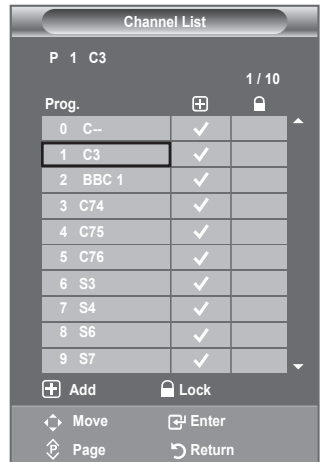 Channel List
P 1 C3
1 / 10
Prog.
0 C--
1 C3
2 BBC 1
3 C74
4 C75
5 C76
6 S3
7 S4
8 S6
9 S7
Add Lock
Move Enter
P Page Return